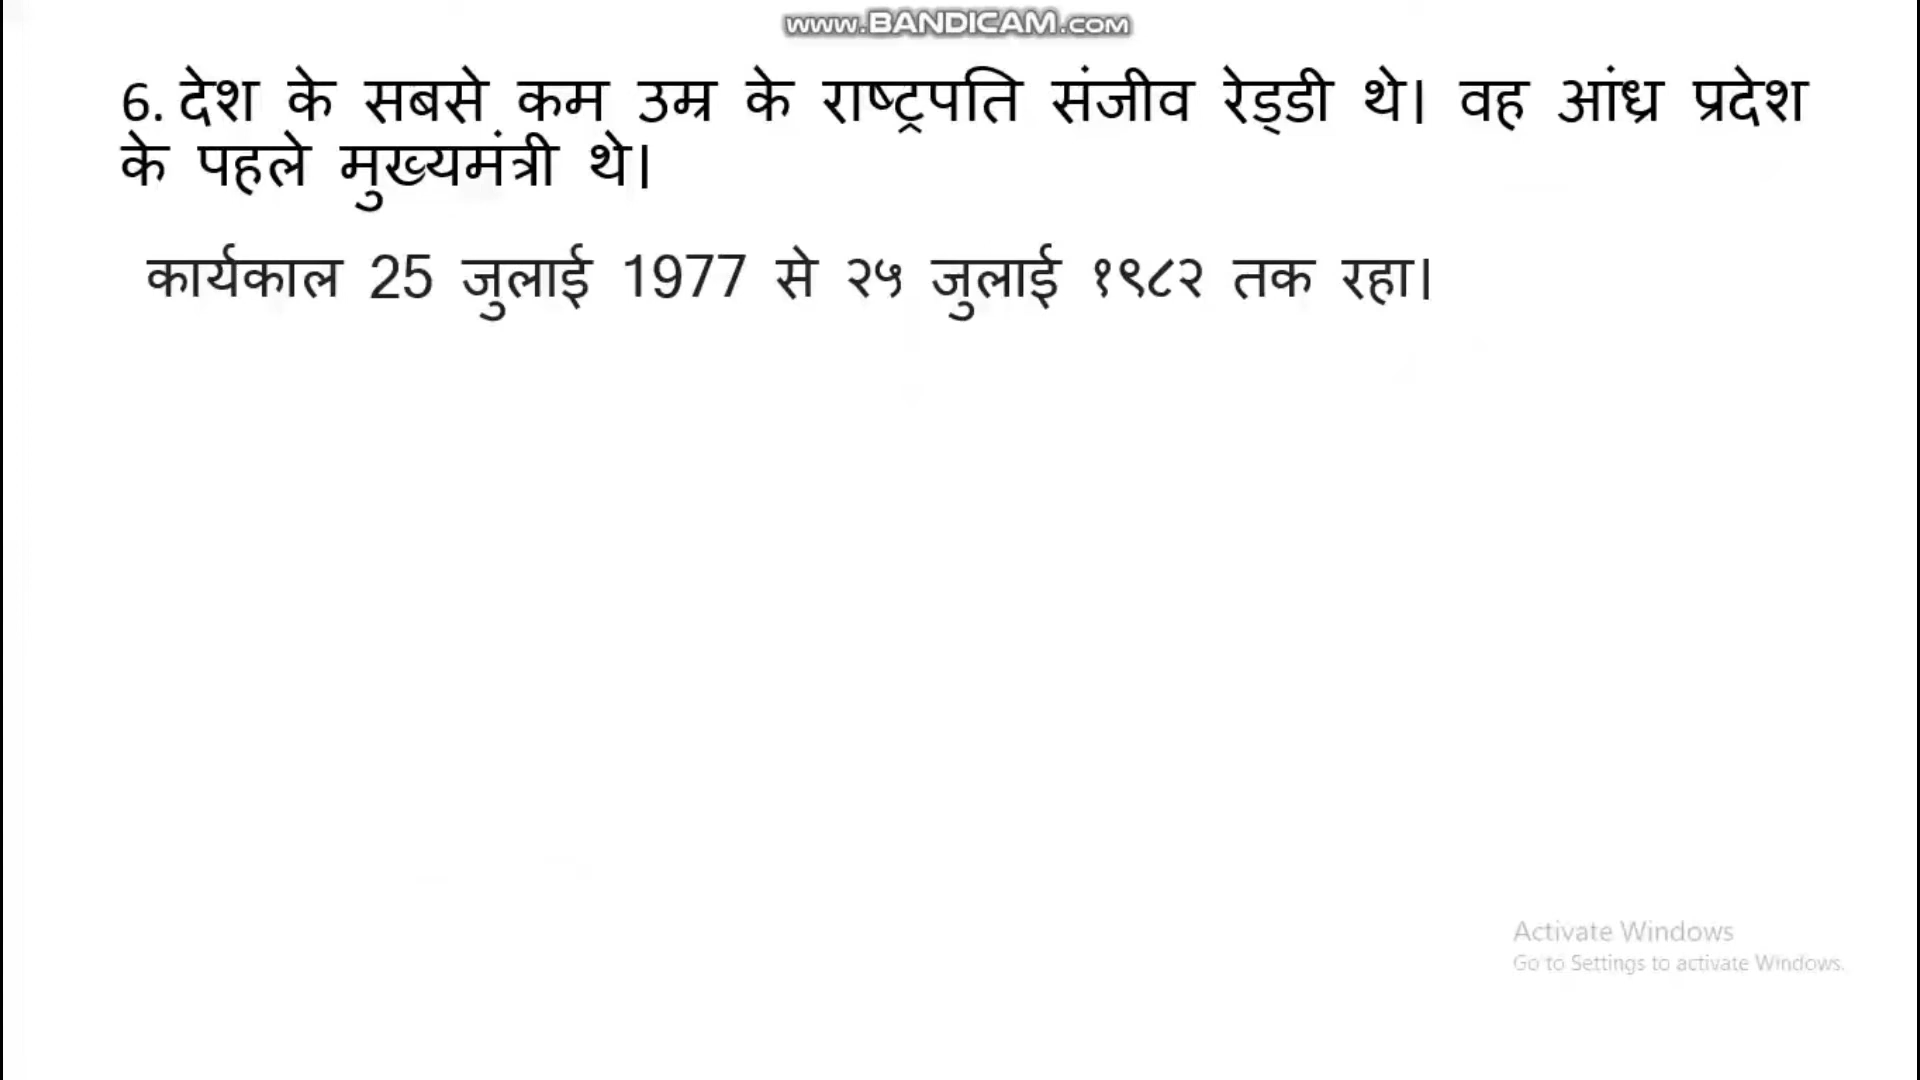 www.BANDICAM.com
6. देश के सबसे कम उम्र के राष्ट्रपति संजीव रेड्डी थे। वह आंध्र प्रदेश
के पहले मुख्यमंत्री थे।
कार्यकाल 25 जुलाई 1977 से २५ जुलाई १९८२ तक रहा।
Activate Windows
Go to Settings to activate Windows.